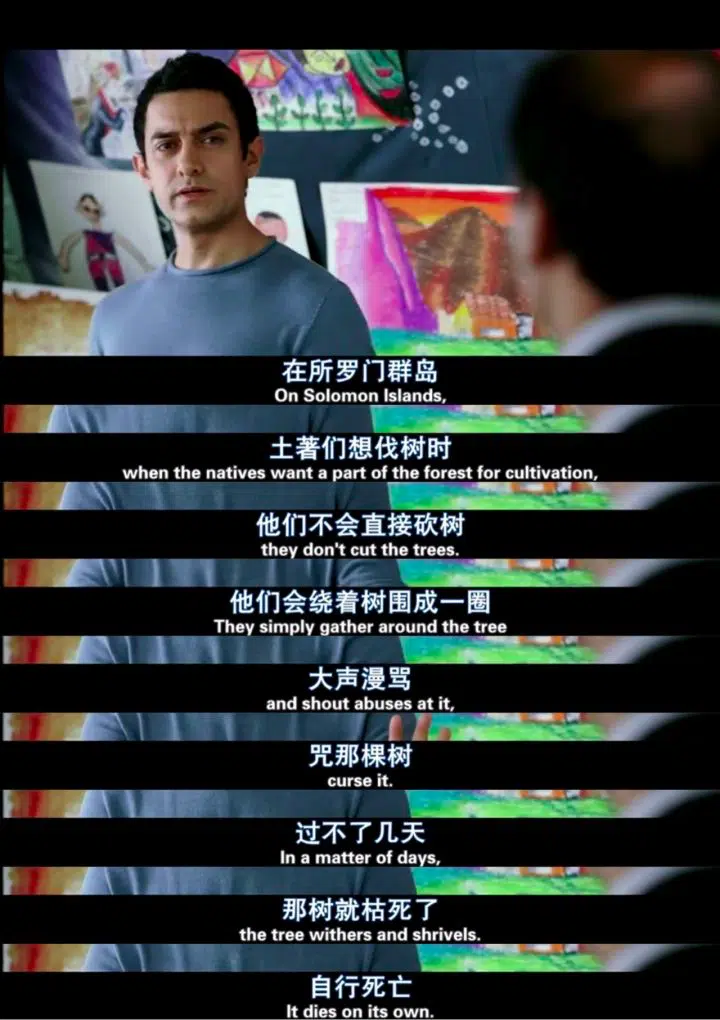 在所罗门群岛
On Solomon Islands,
土著们想伐树时
when the natives want a part of the forest for cultivation,
他们不会直接砍树
they don't cut the trees.
他们会绕着树围成一圈
They simply gather around the tree
大声漫骂
and shout abuses at it,
咒那棵树
curse it.
过不了几天
In a matter of days,
那树就枯死了
the tree withers and shrivels.
自行死亡
It dies on its own.